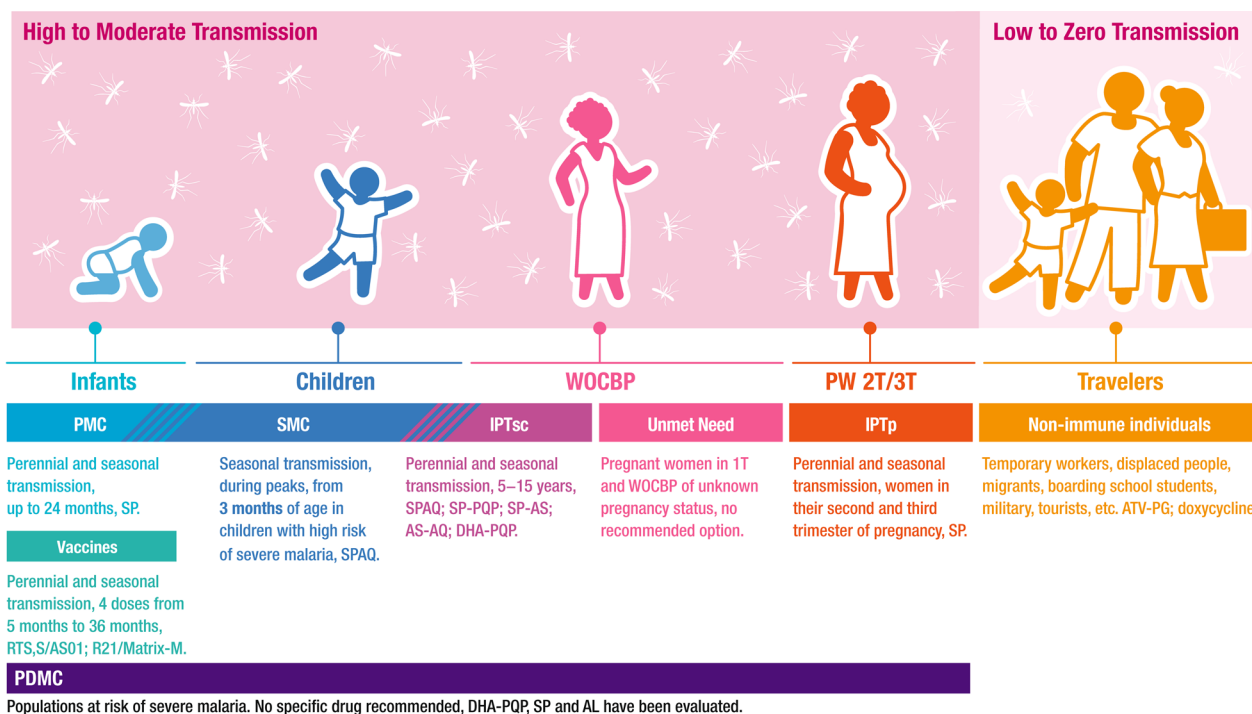 High to Moderate Transmission
Low to Zero Transmission
Infants
Children
WOCBP
PW 2T/3T
Travelers
PMC
SMC
IPTsc
Unmet Need
IPTp
Non-immune individuals
Perennial and seasonal
transmission,
up to 24 months, SP.
Vaccines
Perennial and seasonal
transmission, 4 doses from
5 months to 36 months,
RTS,S/AS01; R21/Matrix-M.
Seasonal transmission,
during peaks, from
3 months of age in
children with high risk
of severe malaria, SPAQ.
Perennial and seasonal
transmission, 5–15 years,
SPAQ; SP-PQP; SP-AS;
AS-AQ; DHA-PQP.
Pregnant women in 1T
and WOCBP of unknown
pregnancy status, no
recommended option.
Perennial and seasonal
transmission, women in
their second and third
trimester of pregnancy, SP.
Temporary workers, displaced people,
migrants, boarding school students,
military, tourists, etc. ATV-PG; doxycycline
PDMC
Populations at risk of severe malaria. No specific drug recommended, DHA-PQP, SP and AL have been evaluated.